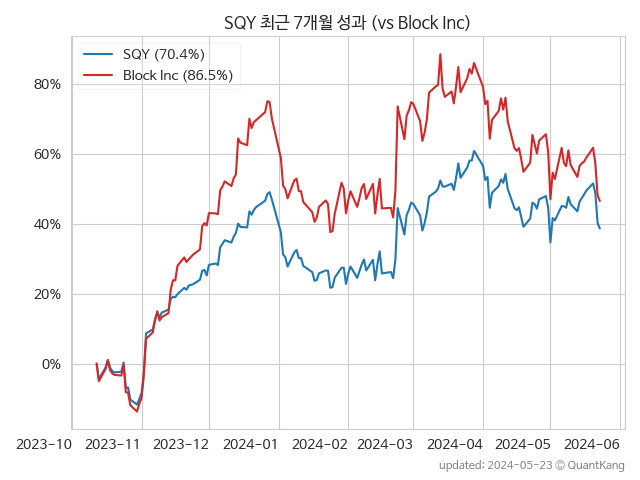 SQY 최근 7개월 성과 (vs Block Inc)
SQY (70.4%)
Block Inc (86.5%)
80%
60%
40%
20%
0%
2023-10 2023-11 2023-12 2024-01 2024-02 2024-03 2024-04 2024-05 2024-06
updated: 2024-05-23 © QuantKang